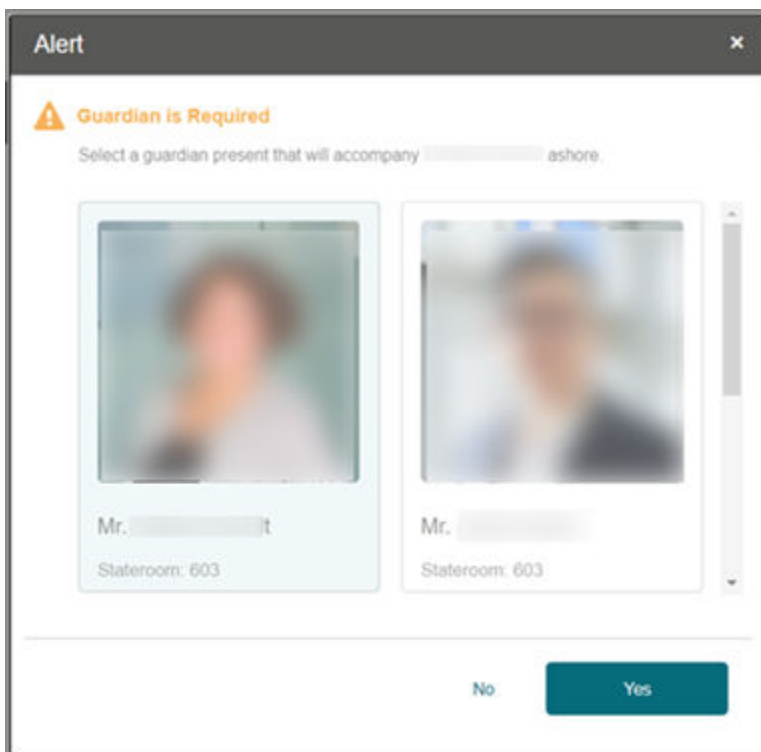 Alert
×
Guardian is Required
Select a guardian present that will accompany ashore.
Mr. t
Stateroom: 603
Mr.
Stateroom: 603
No
Yes